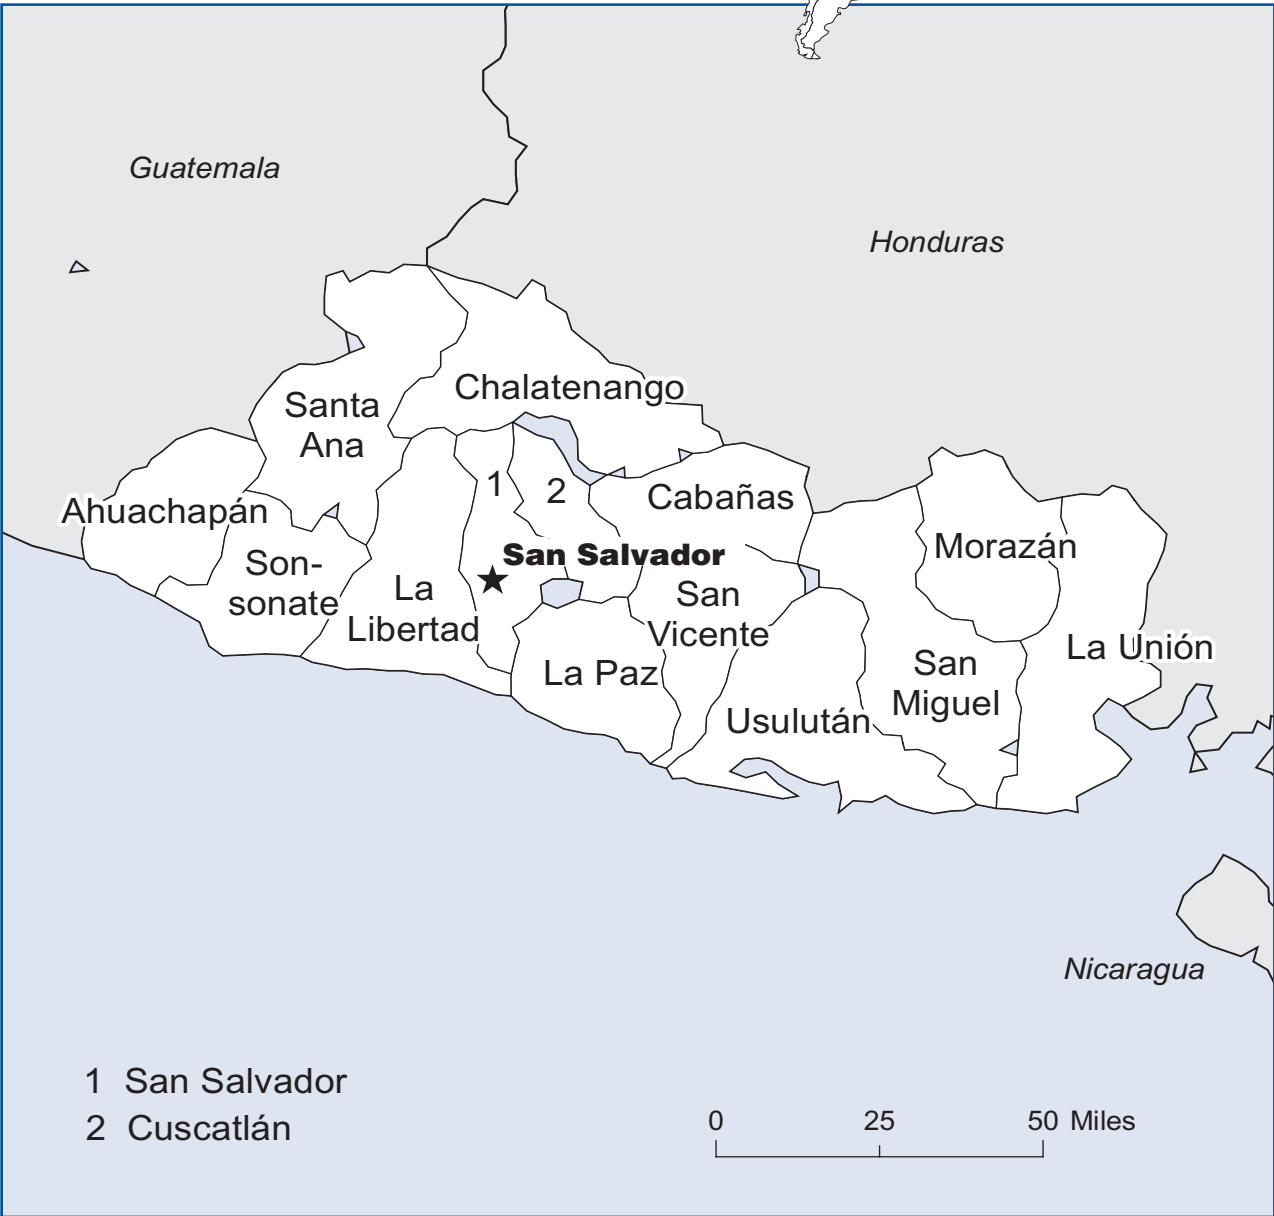 Guatemala
Honduras
Chalatenango
Santa
Ana
1
2
Cabañas
Ahuachapán
Morazán
San Salvador
Son-
sonate
La
Libertad
San
Vicente
La Unión
La Paz
San
Miguel
Usulután
Nicaragua
1 San Salvador
2 Cuscatlán
0 25 50 Miles